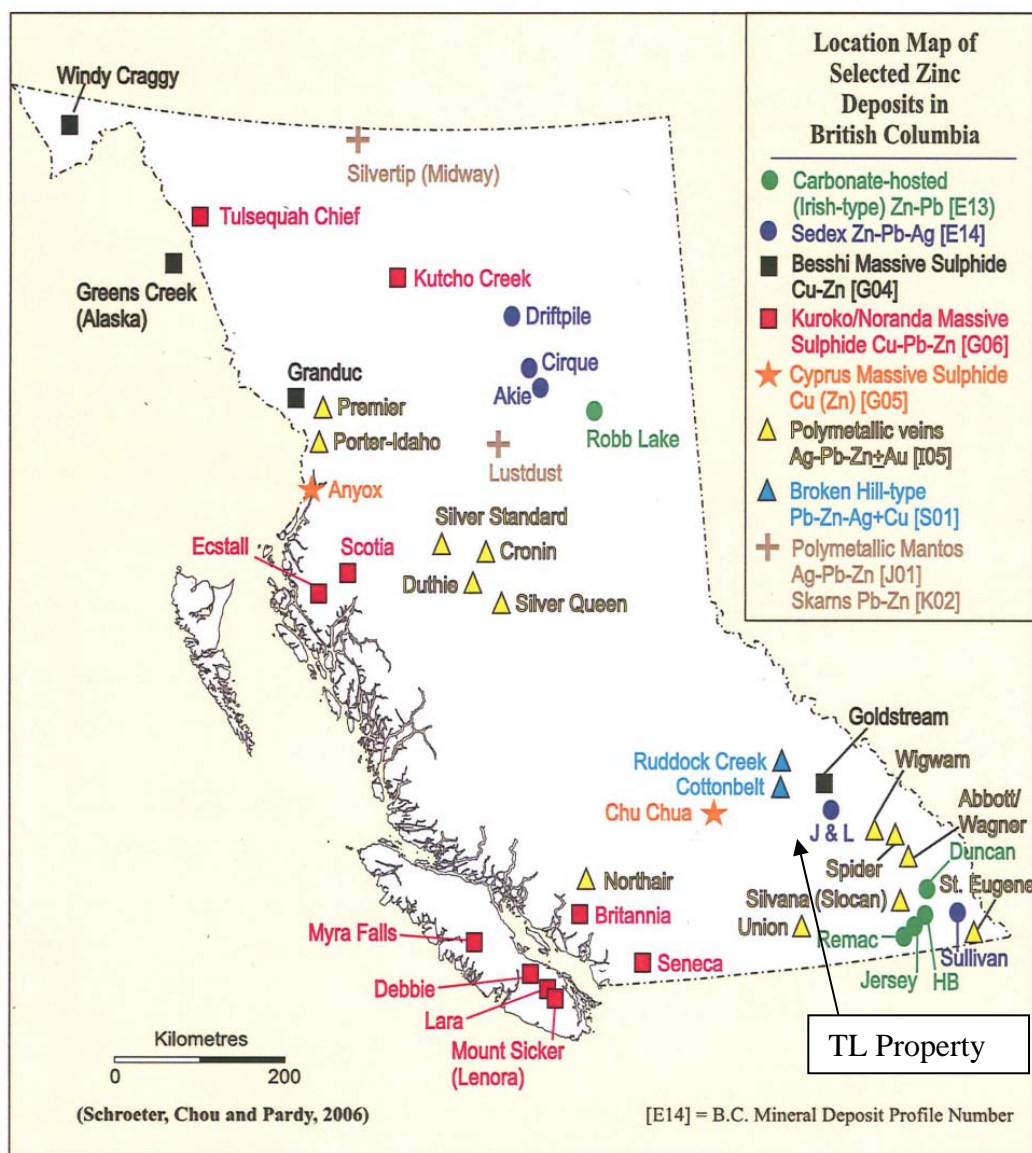 Location Map of
Selected Zinc
Deposits in
British Columbia
Carbonate-hosted
(Irish-type) Zn-Pb [E13)
Sedex Zn-Pb-Ag [E14]
Besshi Massive Sulphide
Cu-Zn [G04]
Kuroko/Noranda Massive
Sulphide Cu-Pb-Zn [G06]
Cyprus Massive Sulphide
Cu (Zn) [G05]
Polymetallic veins
Ag-Pb-Zn±Au [I05]
Broken Hill-type
Pb-Zn-Ag+Cu [S01]
Polymetallic Mantos
Ag-Pb-Zn [J01]
Skarns Pb-Zn [K02]
Windy Craggy
Silvertip (Midway)
Tulsequah Chief
Greens Creek
(Alaska)
Kutcho Creek
Driftpile
Cirque
Akie
Granduc
Premier
Porter-Idaho
Robb Lake
Lustdust
Anyox
Silver Standard
Cronin
Ecstall
Scotia
Duthie
Silver Queen
Goldstream
Ruddock Creek
Cottonbelt
Wigwam
Chu Chua
J & L
Abbott/
Wagner
Spider
Duncan
Northair
Silvana (Slocan)
St. Eugene
Britannia
Union
Myra Falls
Remac
Sullivan
Seneca
Jersey
HB
Debbie
Lara
Mount Sicker
(Lenora)
TL Property
Kilometres
0
200
(Schroeter, Chou and Pardy, 2006)
[E14] = B.C. Mineral Deposit Profile Number